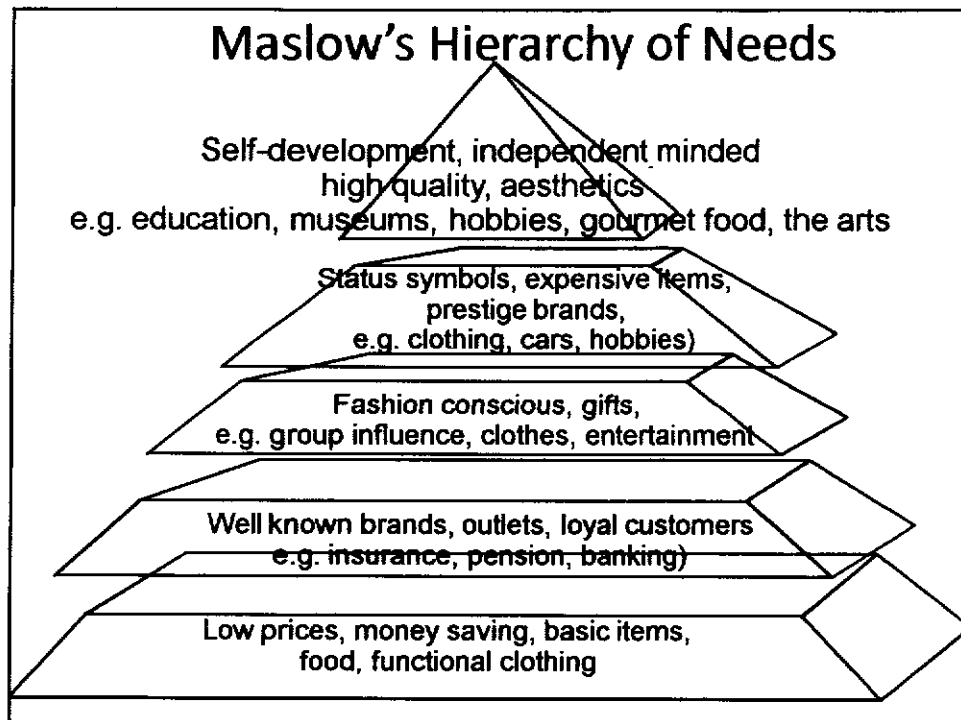 Maslow's Hierarchy of Needs
Self-development, independent minded
high quality, aesthetics
e.g. education, museums, hobbies, gourmet food, the arts
Status symbols, expensive items,
prestige brands,
e.g. clothing, cars, hobbies)
Fashion conscious, gifts,
e.g. group influence, clothes, entertainment
Well known brands, outlets, loyal customers
e.g. insurance, pension, banking)
Low prices, money saving, basic items,
food, functional clothing